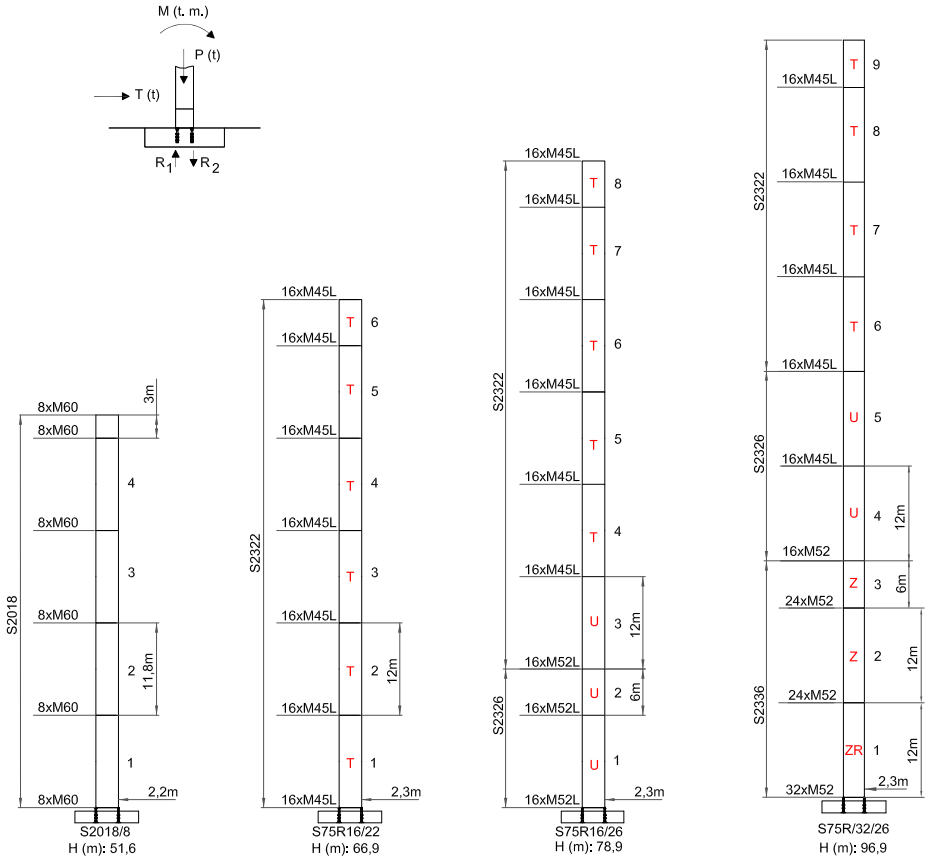 M (t. m.)
P (t)
T (t)
R1
R2
3m
8xM60
8xM60
4
8xM60
3
8xM60
2
11,8m
8xM60
1
2,2m
8xM60
S2018
S2018/8
H (m): 51,6
16xM45L
T
6
16xM45L
T
5
16xM45L
T
4
16xM45L
T
3
16xM45L
T
2
12m
16xM45L
T
1
2,3m
16xM45L
S2322
S75R16/22
H (m): 66,9
16xM45L
T
8
16xM45L
T
7
16xM45L
T
6
16xM45L
T
5
16xM45L
T
4
16xM45L
U
3
12m
16xM52L
U
2
6m
16xM52L
U
1
2,3m
16xM52L
S2322
S2326
S75R16/26
H (m): 78,9
T
9
16xM45L
T
8
16xM45L
T
7
16xM45L
T
6
16xM45L
U
5
16xM45L
U
4
12m
16xM52
Z
3
6m
24xM52
Z
2
12m
24xM52
ZR
1
12m
2,3m
32xM52
S2322
S2326
S2336
S75R/32/26
H (m): 96,9